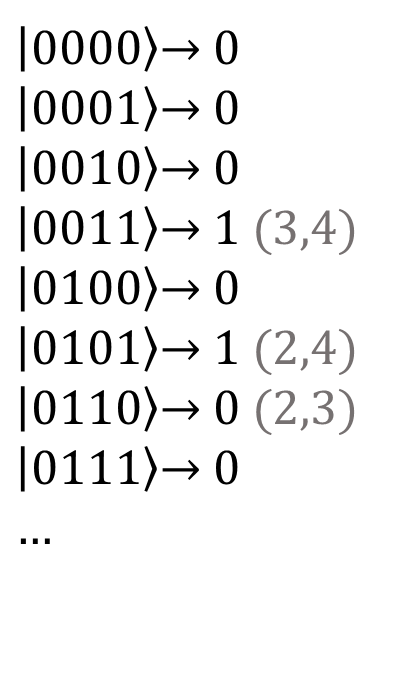 |0000⟩→ 0
|0001⟩→ 0
|0010⟩→ 0
|0011⟩→ 1 (3,4)
|0100⟩→ 0
|0101⟩→ 1 (2,4)
|0110⟩→ 0 (2,3)
|0111⟩→ 0
...